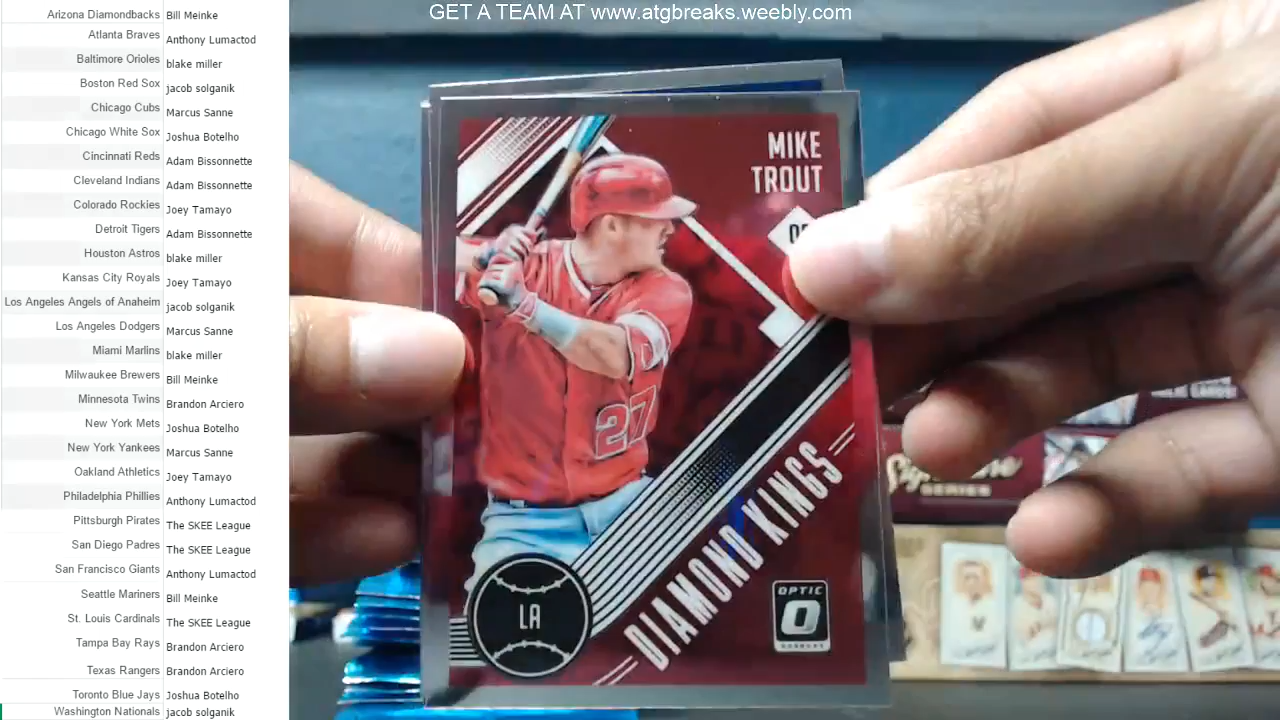 GET A TEAM AT www.atgbreaks.weebly.com
Arizona Diamondbacks Bill Meinke
Atlanta Braves Anthony Lumactod
Baltimore Orioles blake miller
Boston Red Sox jacob solganik
Chicago Cubs Marcus Sanne
Chicago White Sox Joshua Botelho
Cincinnati Reds Adam Bissonnette
Cleveland Indians Adam Bissonnette
Colorado Rockies Joey Tamayo
Detroit Tigers Adam Bissonnette
Houston Astros blake miller
Kansas City Royals Joey Tamayo
Los Angeles Angels of Anaheim jacob solganik
Los Angeles Dodgers Marcus Sanne
Miami Marlins blake miller
Milwaukee Brewers Bill Meinke
Minnesota Twins Brandon Arciero
New York Mets Joshua Botelho
New York Yankees Marcus Sanne
Oakland Athletics Joey Tamayo
Philadelphia Phillies Anthony Lumactod
Pittsburgh Pirates The SKEE League
San Diego Padres The SKEE League
San Francisco Giants Anthony Lumactod
Seattle Mariners Bill Meinke
St. Louis Cardinals The SKEE League
Tampa Bay Rays Brandon Arciero
Texas Rangers Brandon Arciero
Toronto Blue Jays Joshua Botelho
Washington Nationals jacob solganik
MIKE
TROUT
27
DIAMOND KINGS
LA
OPTIC
SERIES